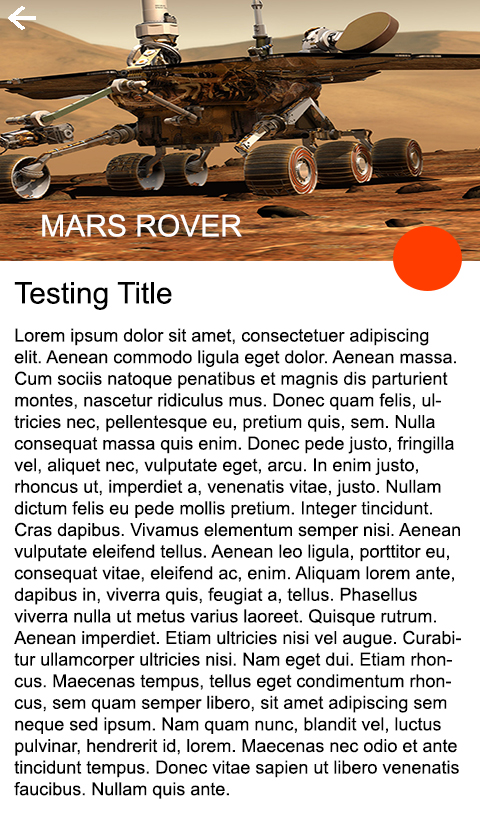 MARS ROVER
Testing Title
Lorem ipsum dolor sit amet, consectetuer adipiscing
elit. Aenean commodo ligula eget dolor. Aenean massa.
Cum sociis natoque penatibus et magnis dis parturient
montes, nascetur ridiculus mus. Donec quam felis, ul-
tricies nec, pellentesque eu, pretium quis, sem. Nulla
consequat massa quis enim. Donec pede justo, fringilla
vel, aliquet nec, vulputate eget, arcu. In enim justo,
rhoncus ut, imperdiet a, venenatis vitae, justo. Nullam
dictum felis eu pede mollis pretium. Integer tincidunt.
Cras dapibus. Vivamus elementum semper nisi. Aenean
vulputate eleifend tellus. Aenean leo ligula, porttitor eu,
consequat vitae, eleifend ac, enim. Aliquam lorem ante,
dapibus in, viverra quis, feugiat a, tellus. Phasellus
viverra nulla ut metus varius laoreet. Quisque rutrum.
Aenean imperdiet. Etiam ultricies nisi vel augue. Curabi-
tur ullamcorper ultricies nisi. Nam eget dui. Etiam rhon-
cus. Maecenas tempus, tellus eget condimentum rhon-
cus, sem quam semper libero, sit amet adipiscing sem
neque sed ipsum. Nam quam nunc, blandit vel, luctus
pulvinar, hendrerit id, lorem. Maecenas nec odio et ante
tincidunt tempus. Donec vitae sapien ut libero venenatis
faucibus. Nullam quis ante.